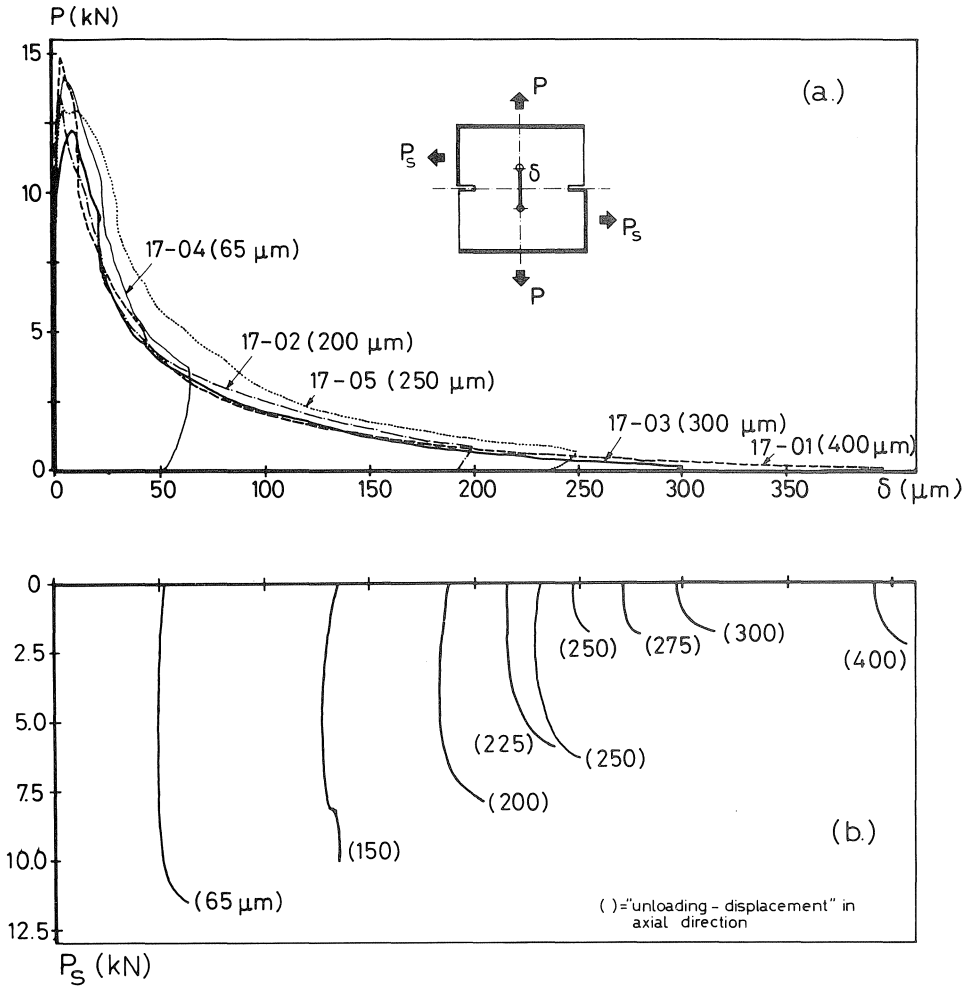 P (kN)
15
10
5
0
(a.)
P
Ps
δ
Ps
P
17-04 (65 μm)
17-02 (200 μm)
17-05 (250 μm)
17-03 (300 μm)
17-01 (400 μm)
0 50 100 150 200 250 300 350 δ (μm)
0
2.5
5.0
7.5
10.0
12.5
(250)
(275)
(300)
(400)
(225)
(250)
(200)
(150)
(65 μm)
(b.)
( )="unloading - displacement" in
axial direction
Ps (kN)